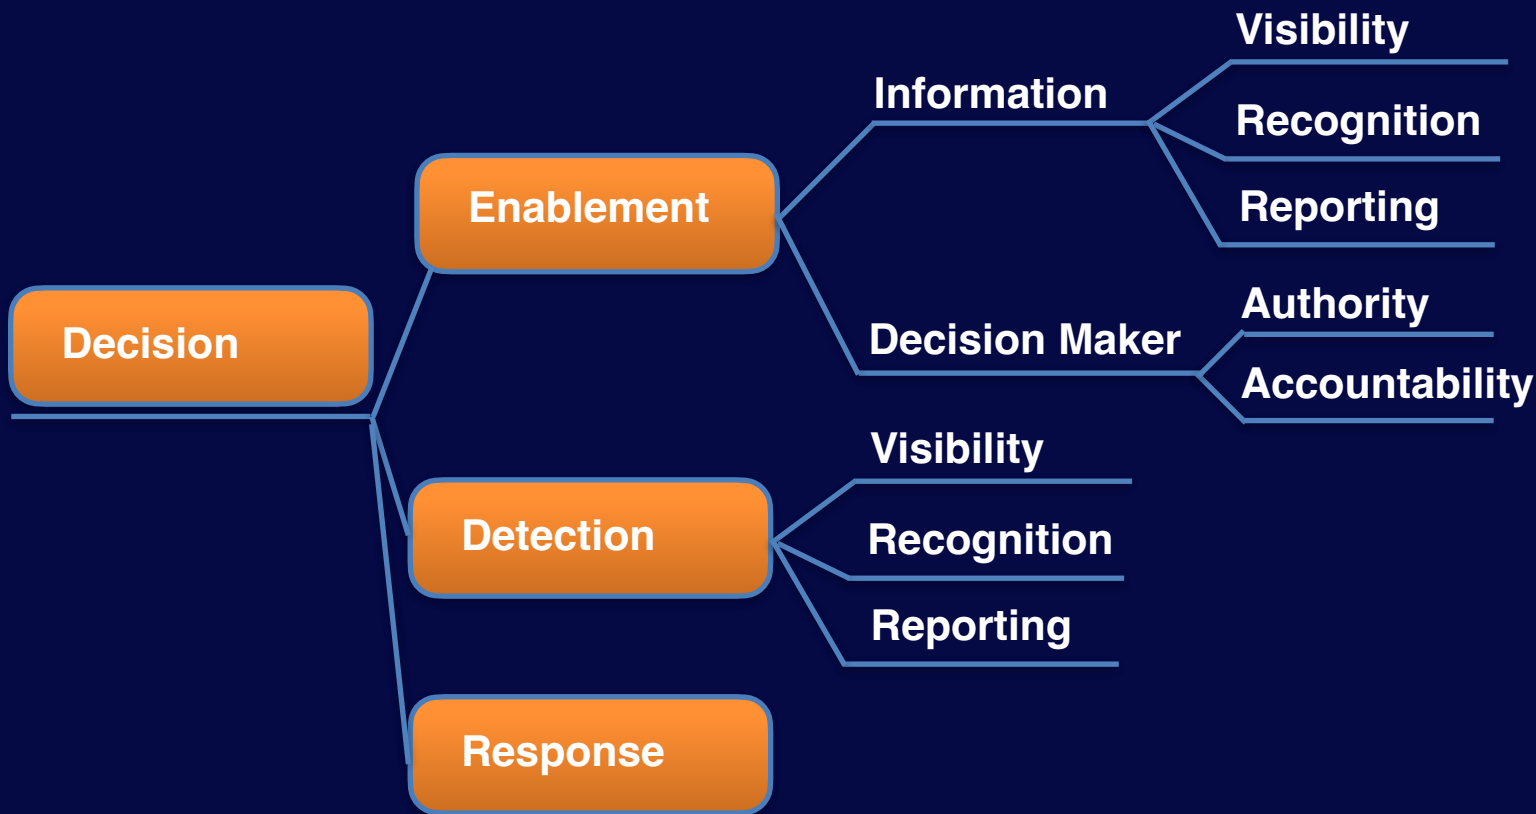 Visibility
Information
Recognition
Enablement
Reporting
Decision
Authority
Decision Maker
Accountability
Visibility
Detection
Recognition
Reporting
Response